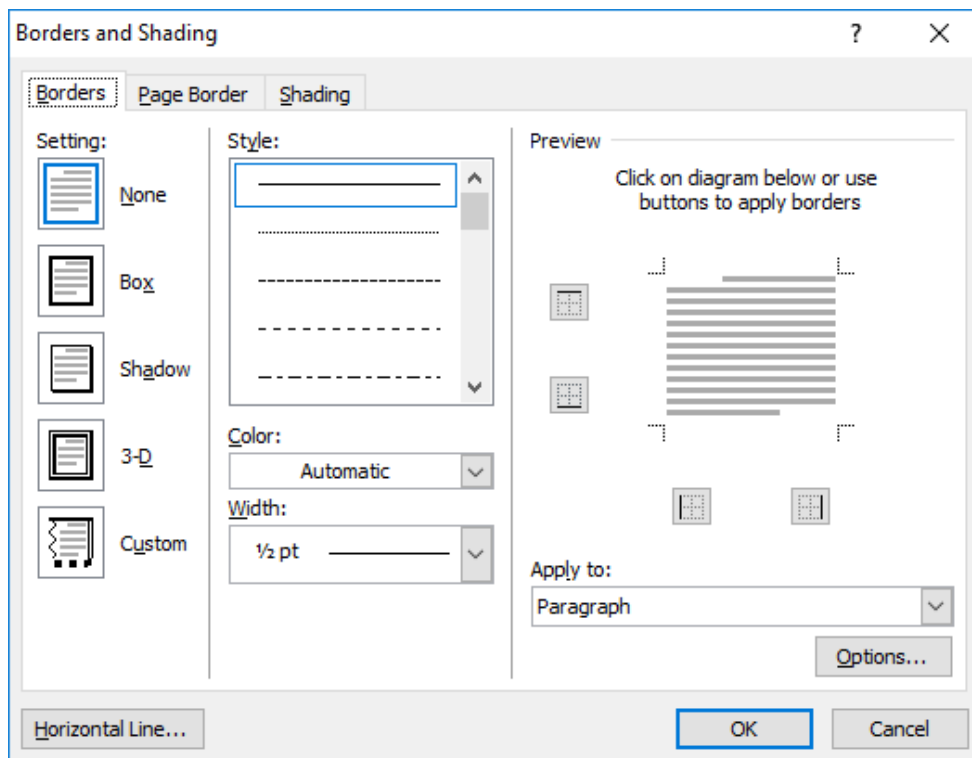 Borders and Shading
?
Borders
Page Border
Shading
Setting:
None
Box
Shadow
3-D
Custom
Style:
Color:
Automatic
Width:
½ pt
Preview
Click on diagram below or use
buttons to apply borders
Apply to:
Paragraph
Options...
Horizontal Line...
OK
Cancel